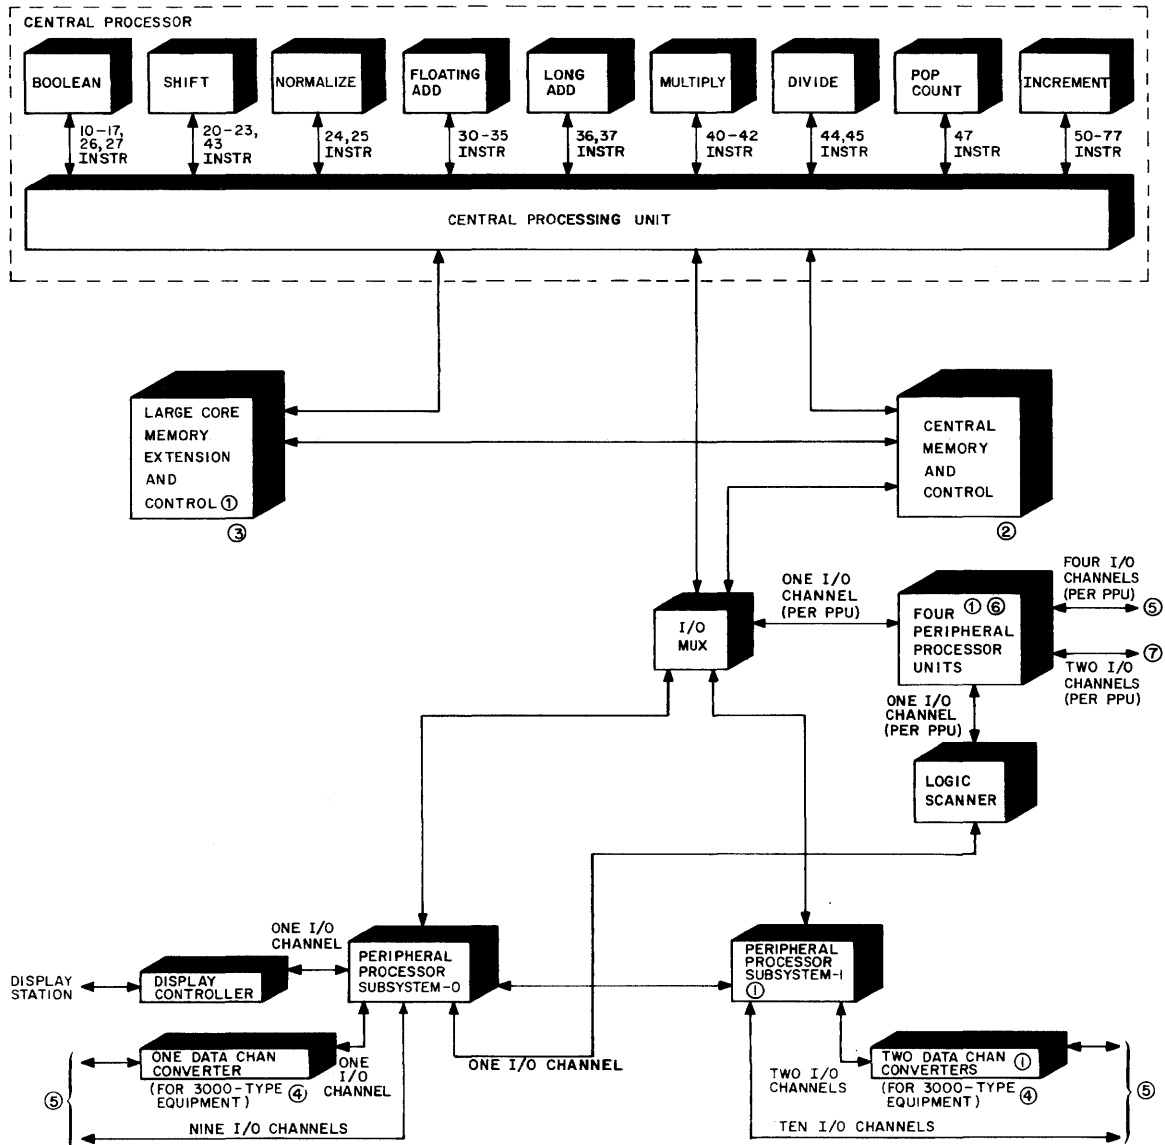 CENTRAL PROCESSOR
BOOLEAN
SHIFT
NORMALIZE
FLOATING
ADD
LONG
ADD
MULTIPLY
DIVIDE
POP
COUNT
INCREMENT
10-17,
26,27
INSTR
20-23,
43
INSTR
24,25
INSTR
30-35
INSTR
36,37
INSTR
40-42
INSTR
44,45
INSTR
47
INSTR
50-77
INSTR
CENTRAL PROCESSING UNIT
LARGE CORE
MEMORY
EXTENSION
AND
CONTROL ①
③
CENTRAL
MEMORY
AND
CONTROL
②
I/O
MUX
ONE I/O
CHANNEL
(PER PPU)
① ⑥
FOUR
PERIPHERAL
PROCESSOR
UNITS
FOUR I/O
CHANNELS
(PER PPU)
⑤
⑦
TWO I/O
CHANNELS
(PER PPU)
ONE I/O
CHANNEL
(PER PPU)
LOGIC
SCANNER
ONE I/O
CHANNEL
PERIPHERAL
PROCESSOR
SUBSYSTEM-0
PERIPHERAL
PROCESSOR
SUBSYSTEM-1
①
DISPLAY
STATION
DISPLAY
CONTROLLER
ONE DATA CHAN
CONVERTER
(FOR 3000-TYPE
EQUIPMENT) ④
ONE
I/O
CHANNEL
ONE I/O CHANNEL
TWO I/O
CHANNELS
TWO DATA CHAN
CONVERTERS ①
(FOR 3000-TYPE
EQUIPMENT) ④
⑤
⑤
NINE I/O CHANNELS
TEN I/O CHANNELS